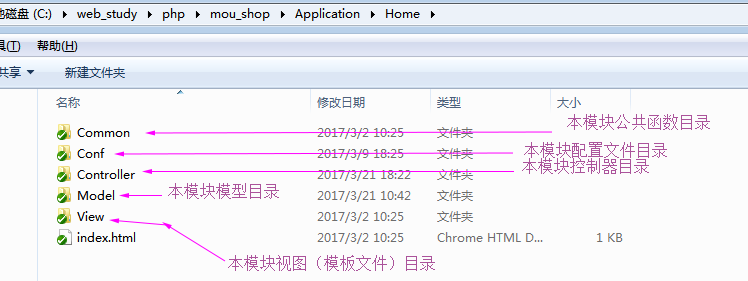 地磁盘 (C:) ▸ web_study ▸ php ▸ mou_shop ▸ Application ▸ Home ▸
具(T) 帮助(H)
共享 新建文件夹
名称 修改日期 类型 大小
本模块公共函数目录
Common 2017/3/2 10:25 文件夹
本模块配置文件目录
Conf 2017/3/9 18:25 文件夹
本模块控制器目录
Controller 2017/3/21 18:22 文件夹
Model 本模块模型目录 2017/3/21 10:42 文件夹
View 2017/3/2 10:25 文件夹
index.html 2017/3/2 10:25 Chrome HTML D... 1 KB
本模块视图（模板文件）目录